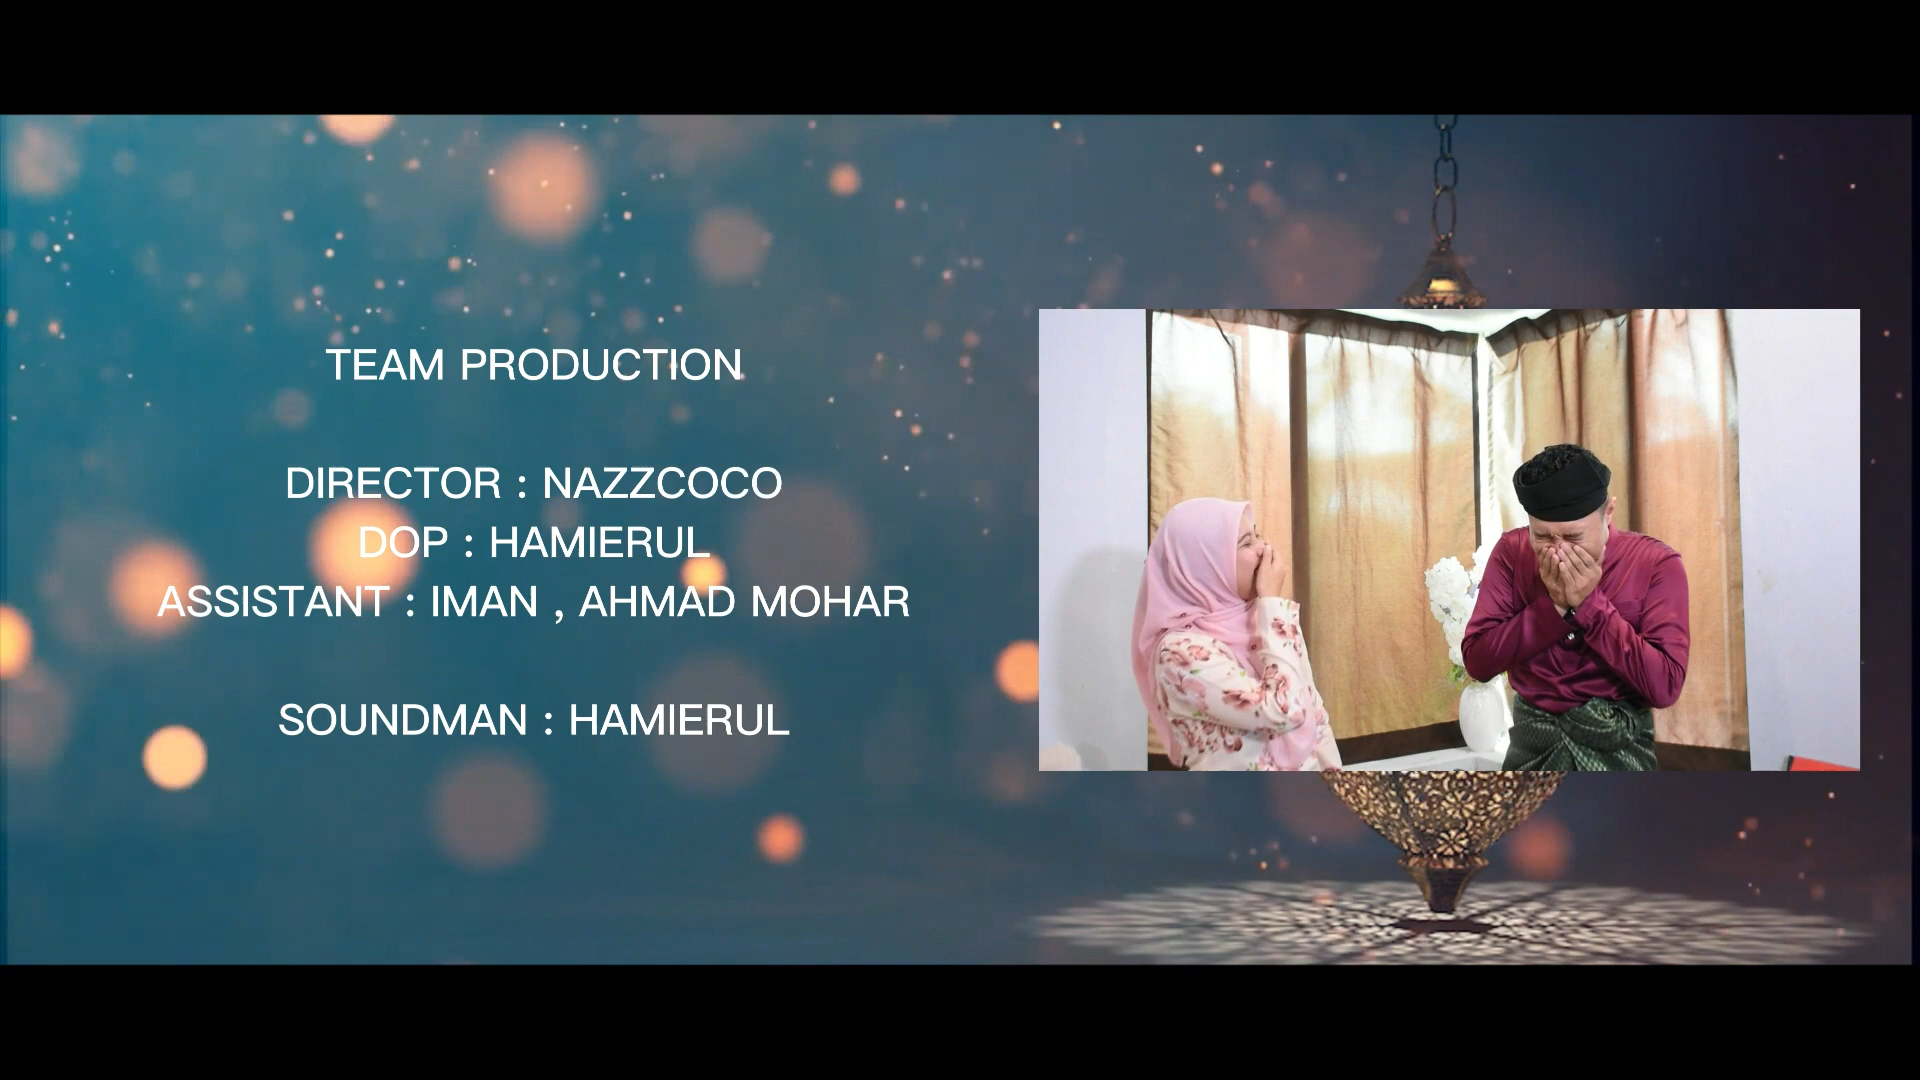 TEAM PRODUCTION
DIRECTOR : NAZZCOCO
DOP : HAMIERUL
ASSISTANT : IMAN , AHMAD MOHAR
SOUNDMAN : HAMIERUL